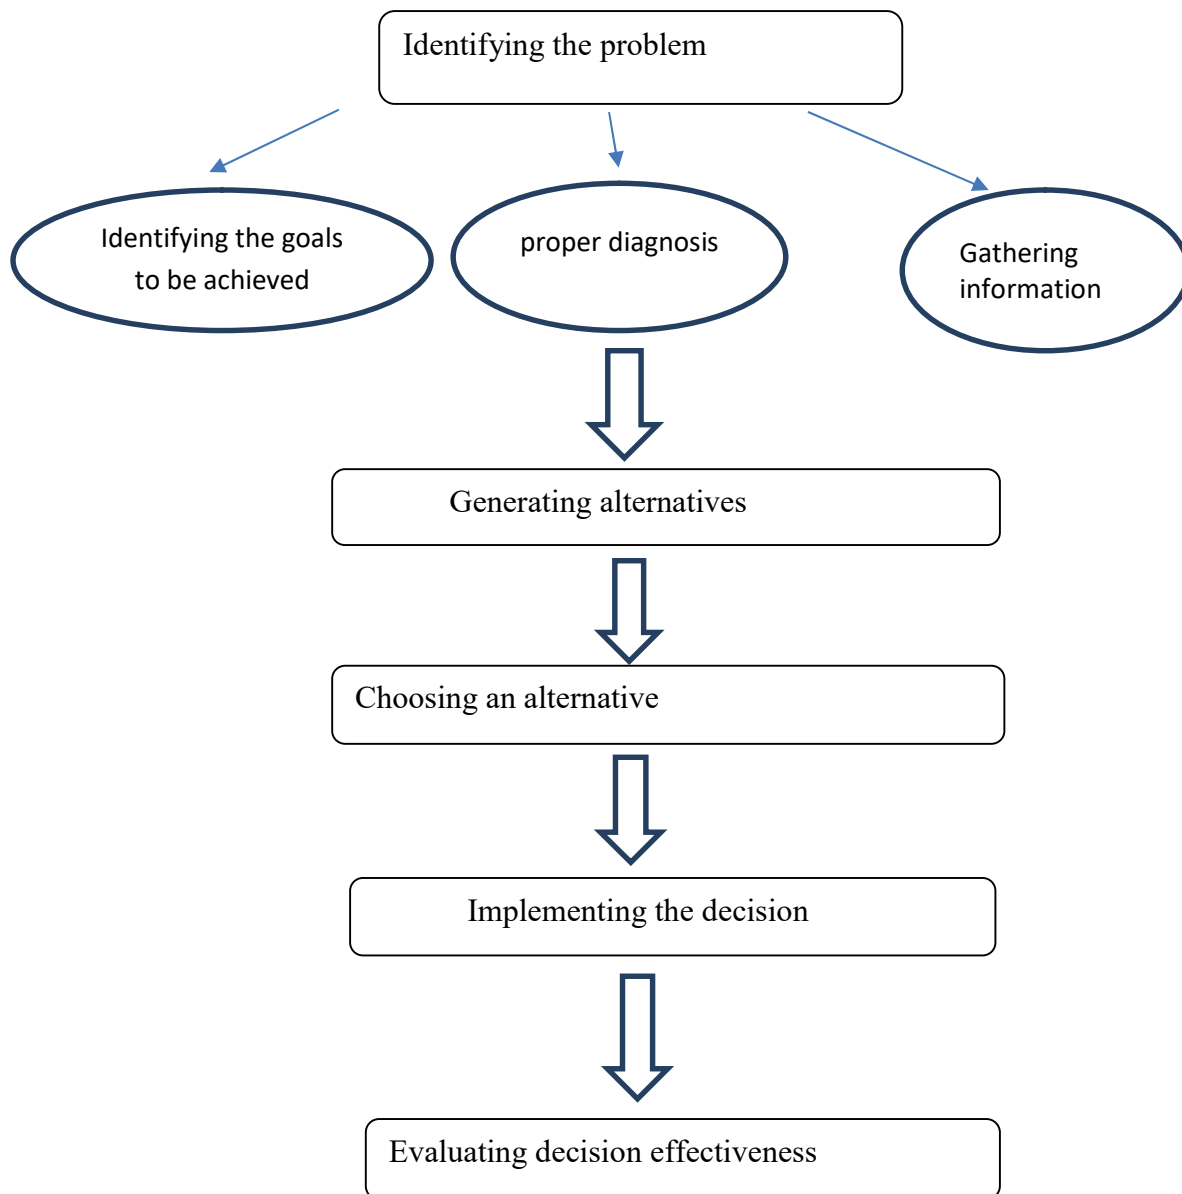 Identifying the problem
Identifying the goals
to be achieved
proper diagnosis
Gathering
information
Generating alternatives
Choosing an alternative
Implementing the decision
Evaluating decision effectiveness